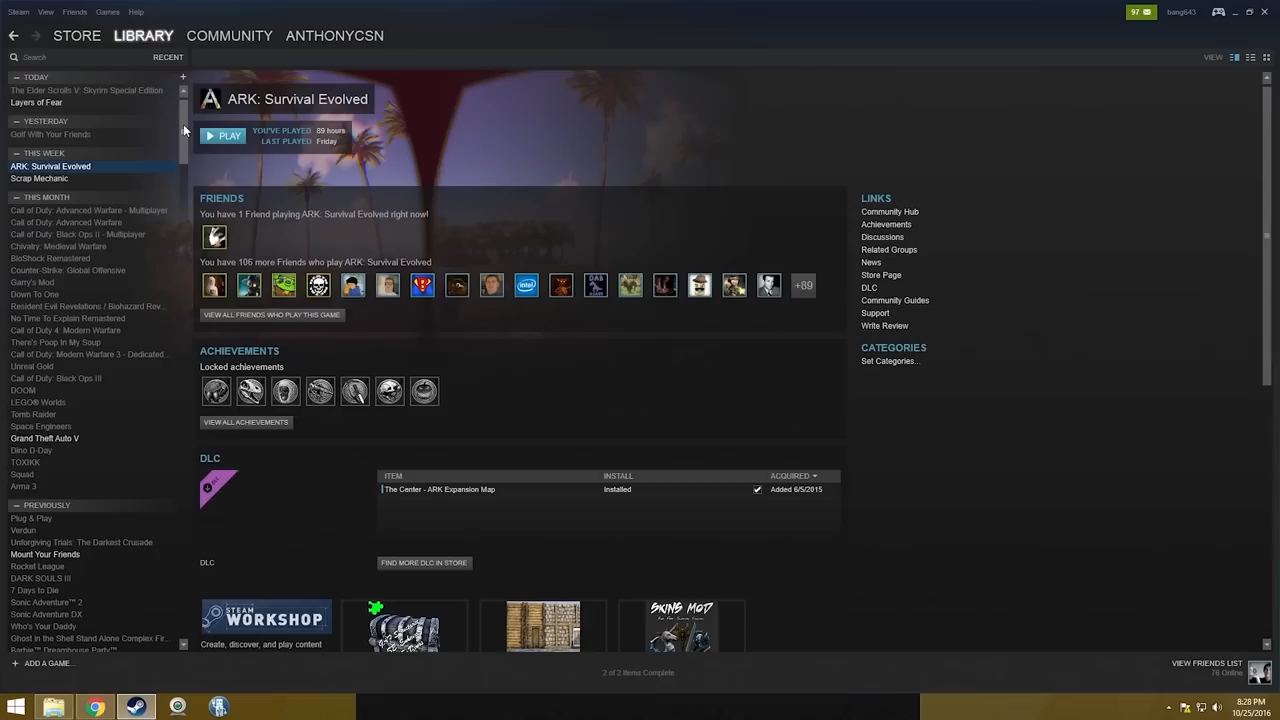 Steam View Friends Games Help
97 bang643
STORE LIBRARY COMMUNITY ANTHONYCSN
Search RECENT
VIEW
TODAY
The Elder Scrolls V: Skyrim Special Edition
Layers of Fear
YESTERDAY
Golf With Your Friends
THIS WEEK
ARK: Survival Evolved
Scrap Mechanic
THIS MONTH
Call of Duty: Advanced Warfare - Multiplayer
Call of Duty: Advanced Warfare
Call of Duty: Black Ops II - Multiplayer
Chivalry: Medieval Warfare
BioShock Remastered
Counter-Strike: Global Offensive
Garry's Mod
Down To One
Resident Evil Revelations / Biohazard Rev...
No Time To Explain Remastered
Call of Duty 4: Modern Warfare
There's Poop In My Soup
Call of Duty: Modern Warfare 3 - Dedicated...
Unreal Gold
Call of Duty: Black Ops III
DOOM
LEGO® Worlds
Tomb Raider
Space Engineers
Grand Theft Auto V
Dino D-Day
TOXIKK
Squad
Arma 3
PREVIOUSLY
Plug & Play
Verdun
Unforgiving Trials: The Darkest Crusade
Mount Your Friends
Rocket League
DARK SOULS III
7 Days to Die
Sonic Adventure™ 2
Sonic Adventure DX
Who's Your Daddy
Ghost in the Shell Stand Alone Complex Fir...
Barbie™ Dreamhouse Party™
ADD A GAME...
ARK: Survival Evolved
PLAY
YOU'VE PLAYED 89 hours
LAST PLAYED Friday
FRIENDS
You have 1 Friend playing ARK: Survival Evolved right now!
You have 106 more Friends who play ARK: Survival Evolved
intel
+89
VIEW ALL FRIENDS WHO PLAY THIS GAME
ACHIEVEMENTS
Locked achievements
VIEW ALL ACHIEVEMENTS
DLC
ITEM INSTALL ACQUIRED
The Center - ARK Expansion Map Installed Added 6/5/2015
DLC
FIND MORE DLC IN STORE
STEAM WORKSHOP
Create, discover, and play content
SKINS MOD
LINKS
Community Hub
Achievements
Discussions
Related Groups
News
Store Page
DLC
Community Guides
Support
Write Review
CATEGORIES
Set Categories...
2 of 2 Items Complete
VIEW FRIENDS LIST
76 Online
8:28 PM
10/25/2016